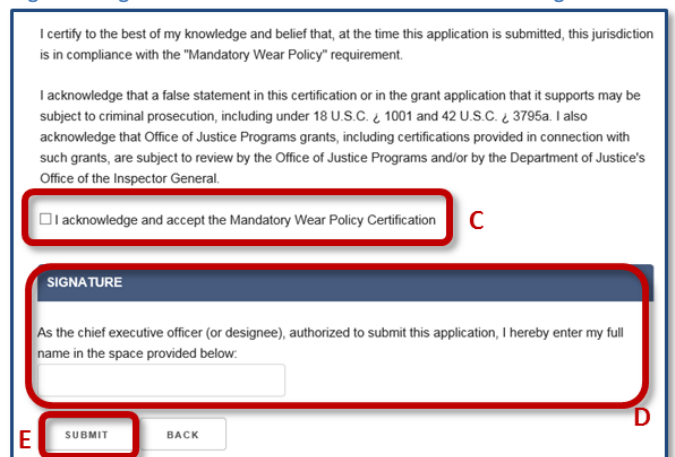 I certify to the best of my knowledge and belief that, at the time this application is submitted, this jurisdiction
is in compliance with the "Mandatory Wear Policy" requirement.
I acknowledge that a false statement in this certification or in the grant application that it supports may be
subject to criminal prosecution, including under 18 U.S.C. ¿ 1001 and 42 U.S.C. ¿ 3795a. I also
acknowledge that Office of Justice Programs grants, including certifications provided in connection with
such grants, are subject to review by the Office of Justice Programs and/or by the Department of Justice's
Office of the Inspector General.
I acknowledge and accept the Mandatory Wear Policy Certification C
SIGNATURE
As the chief executive officer (or designee), authorized to submit this application, I hereby enter my full
name in the space provided below:
D
E SUBMIT BACK